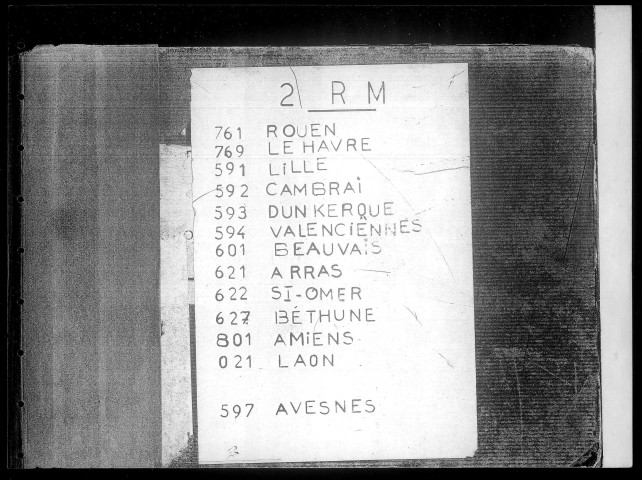 2 R M
761 ROUEN
769 LE HAVRE
591 LILLE
592 CAMBRAI
593 DUNKERQUE
594 VALENCIENNES
601 BEAUVAIS
621 ARRAS
622 ST-OMER
627 BÉTHUNE
801 AMIENS
021 LAON
597 AVESNES